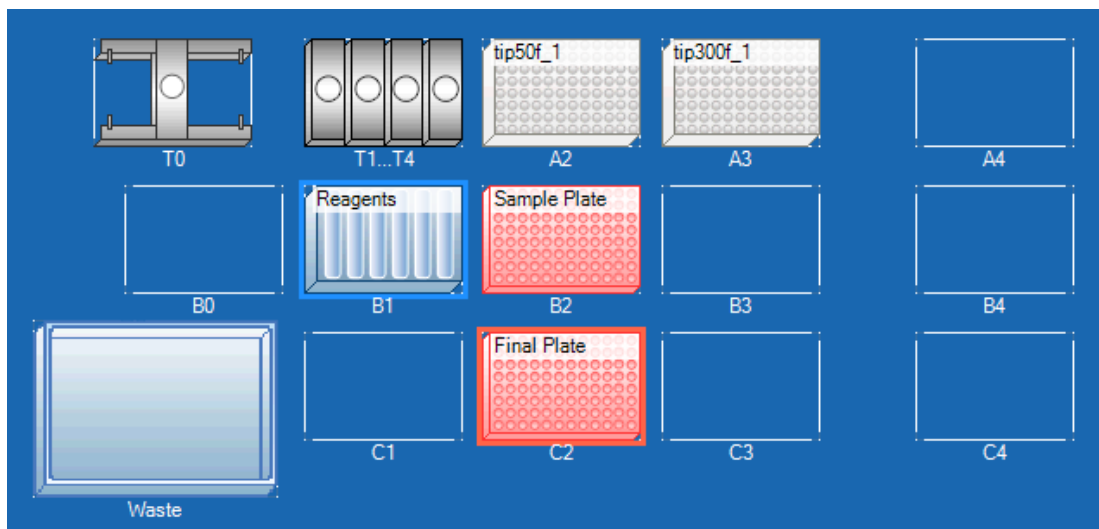 tip50f_1
tip300f_1
T0
T1...T4
A2
A3
A4
Reagents
Sample Plate
B0
B1
B2
B3
B4
Final Plate
C1
C2
C3
C4
Waste